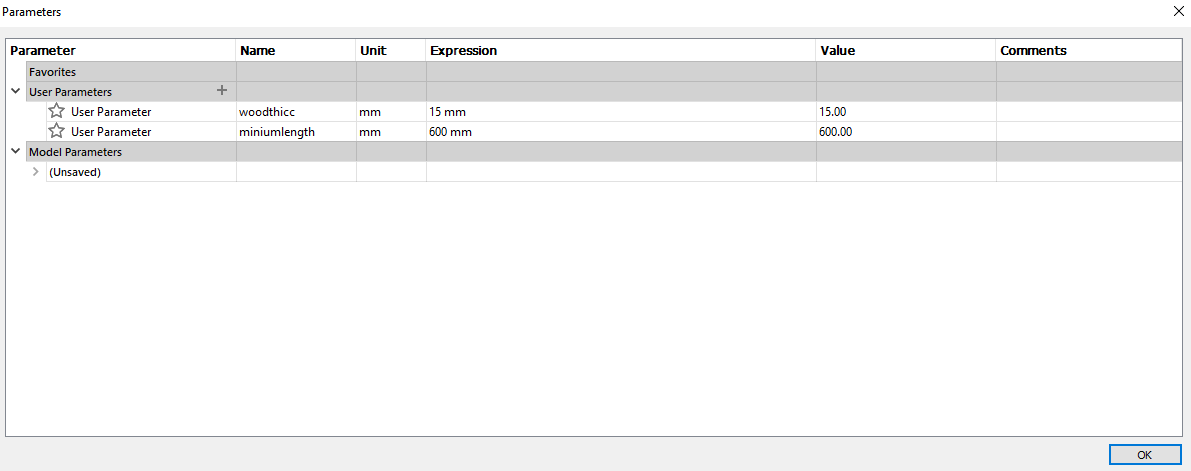 Parameters
Parameter Name Unit Expression Value Comments
Favorites
User Parameters +
User Parameter woodthicc mm 15 mm 15.00
User Parameter miniumlength mm 600 mm 600.00
Model Parameters
(Unsaved)
OK